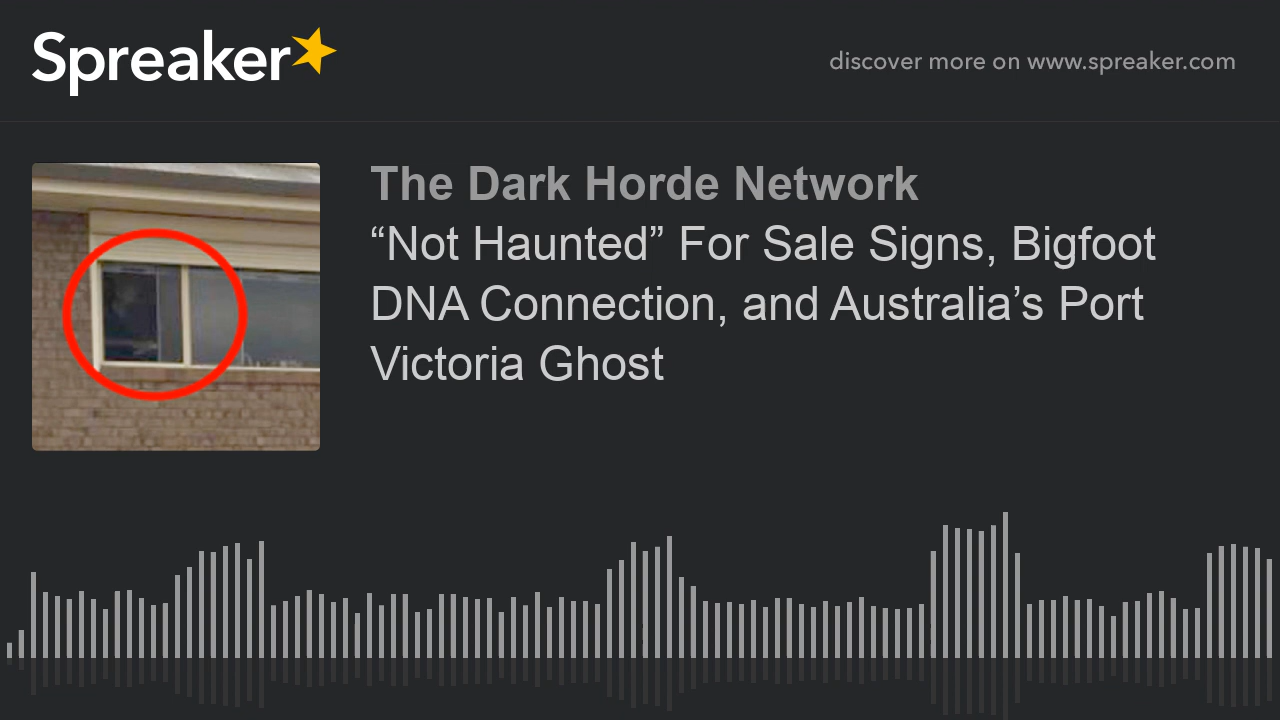 Spreaker
discover more on www.spreaker.com
The Dark Horde Network
“Not Haunted” For Sale Signs, Bigfoot
DNA Connection, and Australia’s Port
Victoria Ghost